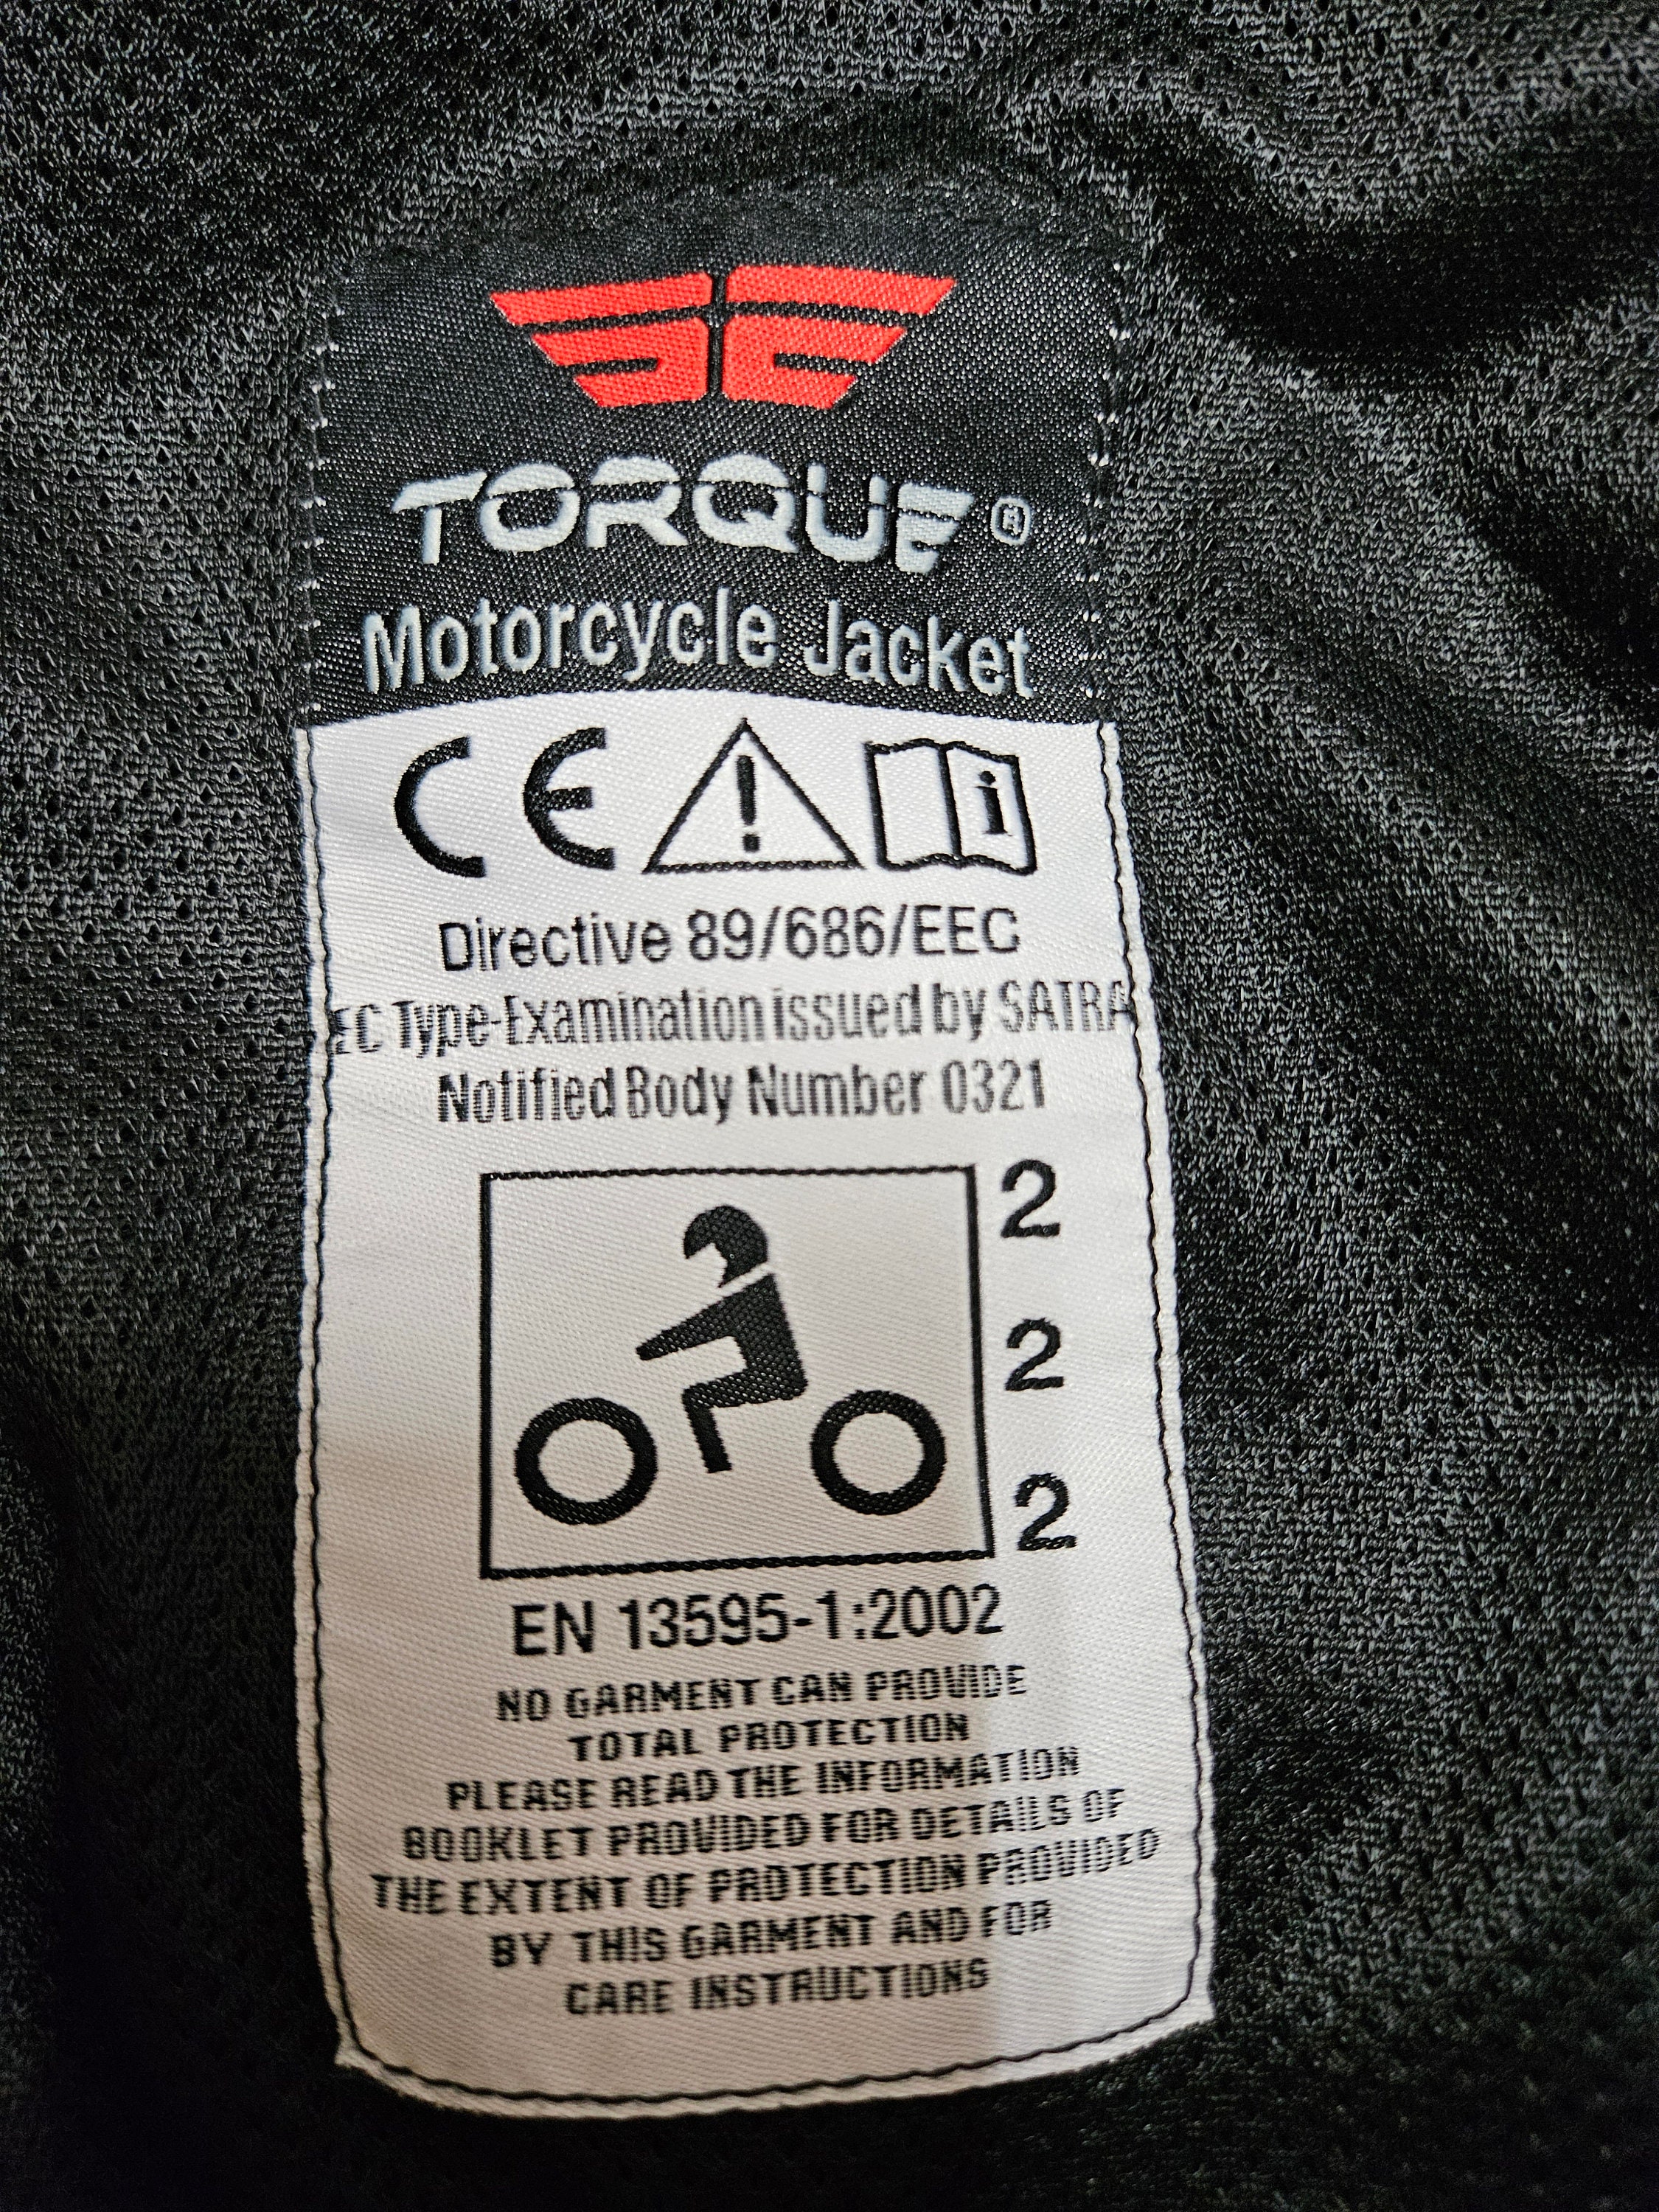 TORQUE ®
Motorcycle Jacket
CE ! i
Directive 89/686/EEC
EC Type-Examination issued by SATRA
Notified Body Number 0321
2
2
2
EN 13595-1:2002
NO GARMENT CAN PROVIDE
TOTAL PROTECTION
PLEASE READ THE INFORMATION
BOOKLET PROVIDED FOR DETAILS OF
THE EXTENT OF PROTECTION PROVIDED
BY THIS GARMENT AND FOR
CARE INSTRUCTIONS